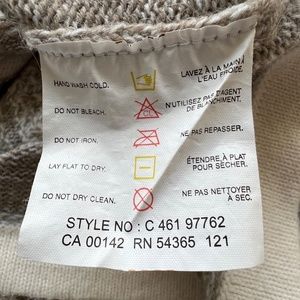 HAND WASH COLD.
LAVEZ À LA MAIN À
L'EAU FROIDE.
DO NOT BLEACH.
N'UTILISEZ PAS D'AGENT
DE BLANCHIMENT.
DO NOT IRON.
NE PAS REPASSER.
LAY FLAT TO DRY.
ÉTENDRE À PLAT
POUR SÉCHER.
DO NOT DRY CLEAN.
NE PAS NETTOYER
À SEC.
STYLE NO : C 461 97762
CA 00142 RN 54365 121